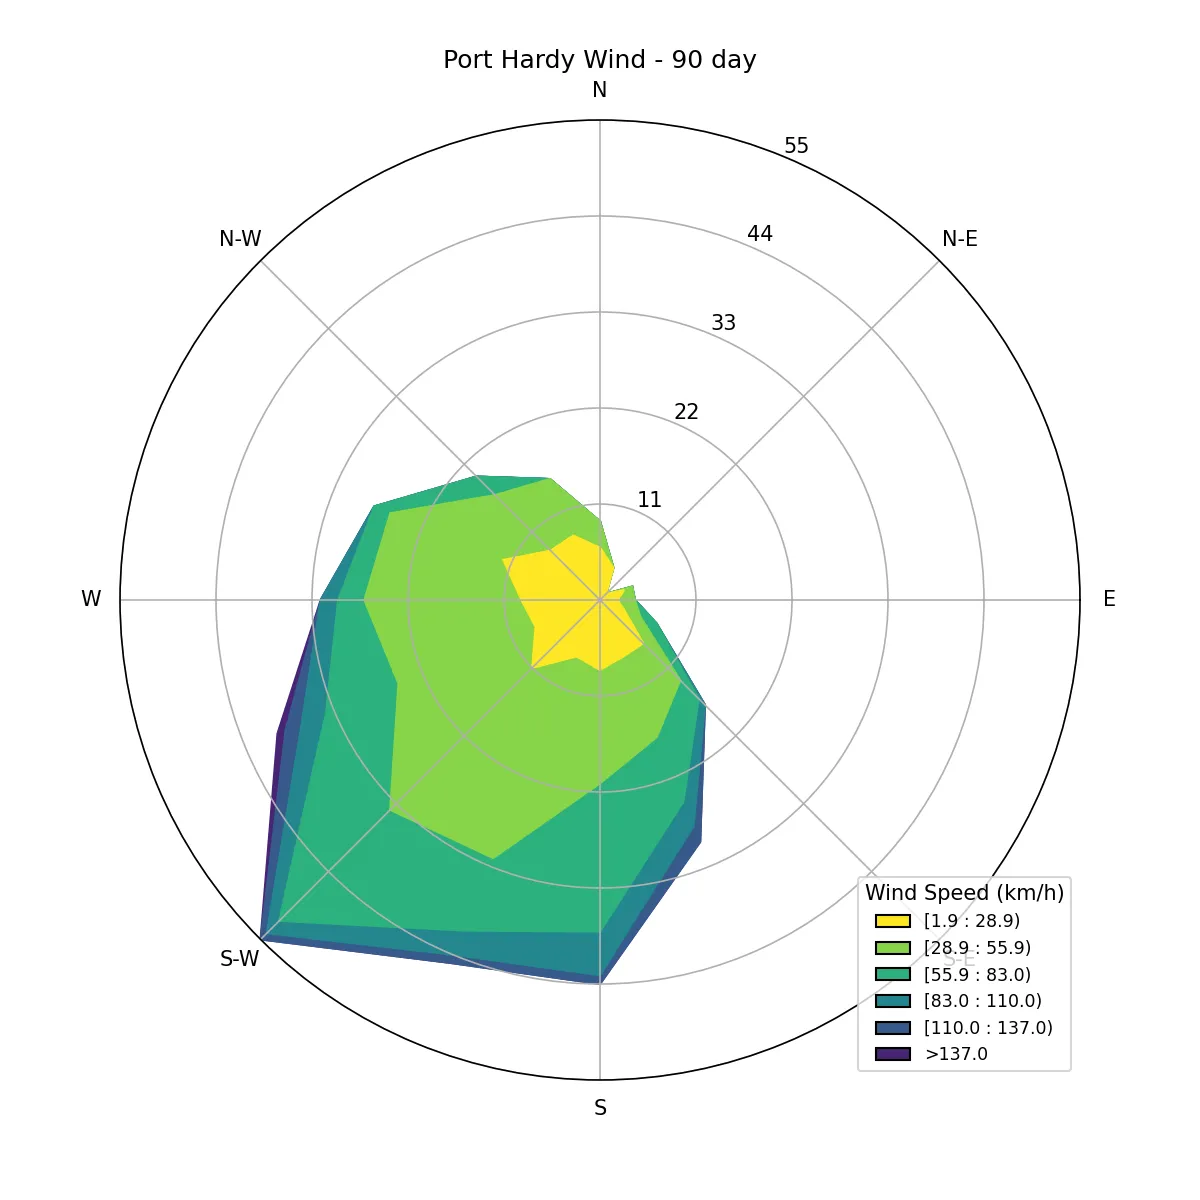 Port Hardy Wind - 90 day
N
55
44
N-W
N-E
33
22
11
W
E
Wind Speed (km/h)
[1.9 : 28.9)
[28.9 : 55.9)
S-W
S-E
[55.9 : 83.0)
[83.0 : 110.0)
[110.0 : 137.0)
>137.0
S